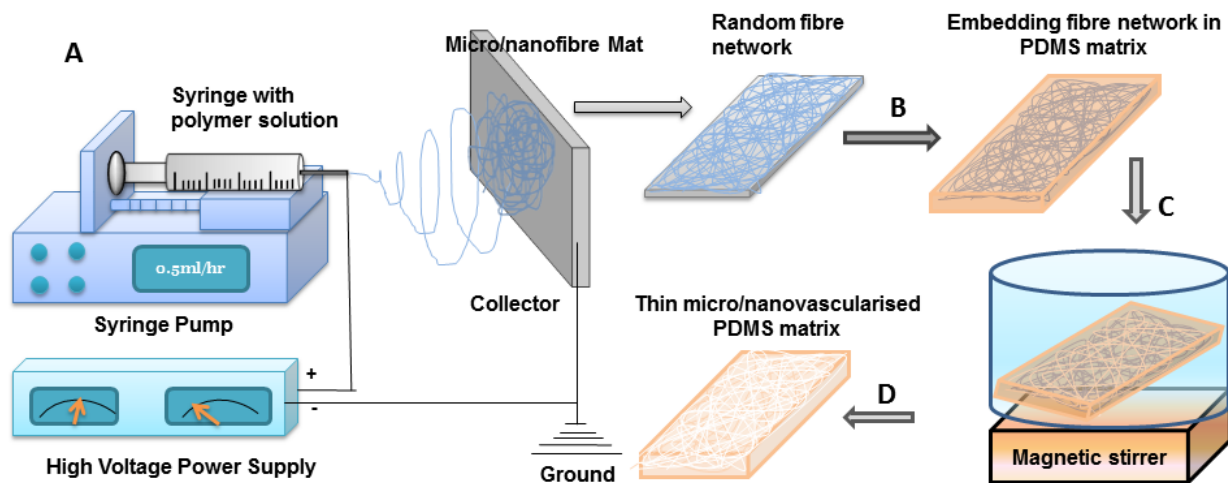 A
Syringe with
polymer solution
0.5ml/hr
Syringe Pump
+
-
High Voltage Power Supply
Micro/nanofibre Mat
Collector
Ground
Random fibre
network
B
Embedding fibre network in
PDMS matrix
C
Magnetic stirrer
D
Thin micro/nanovascularised
PDMS matrix